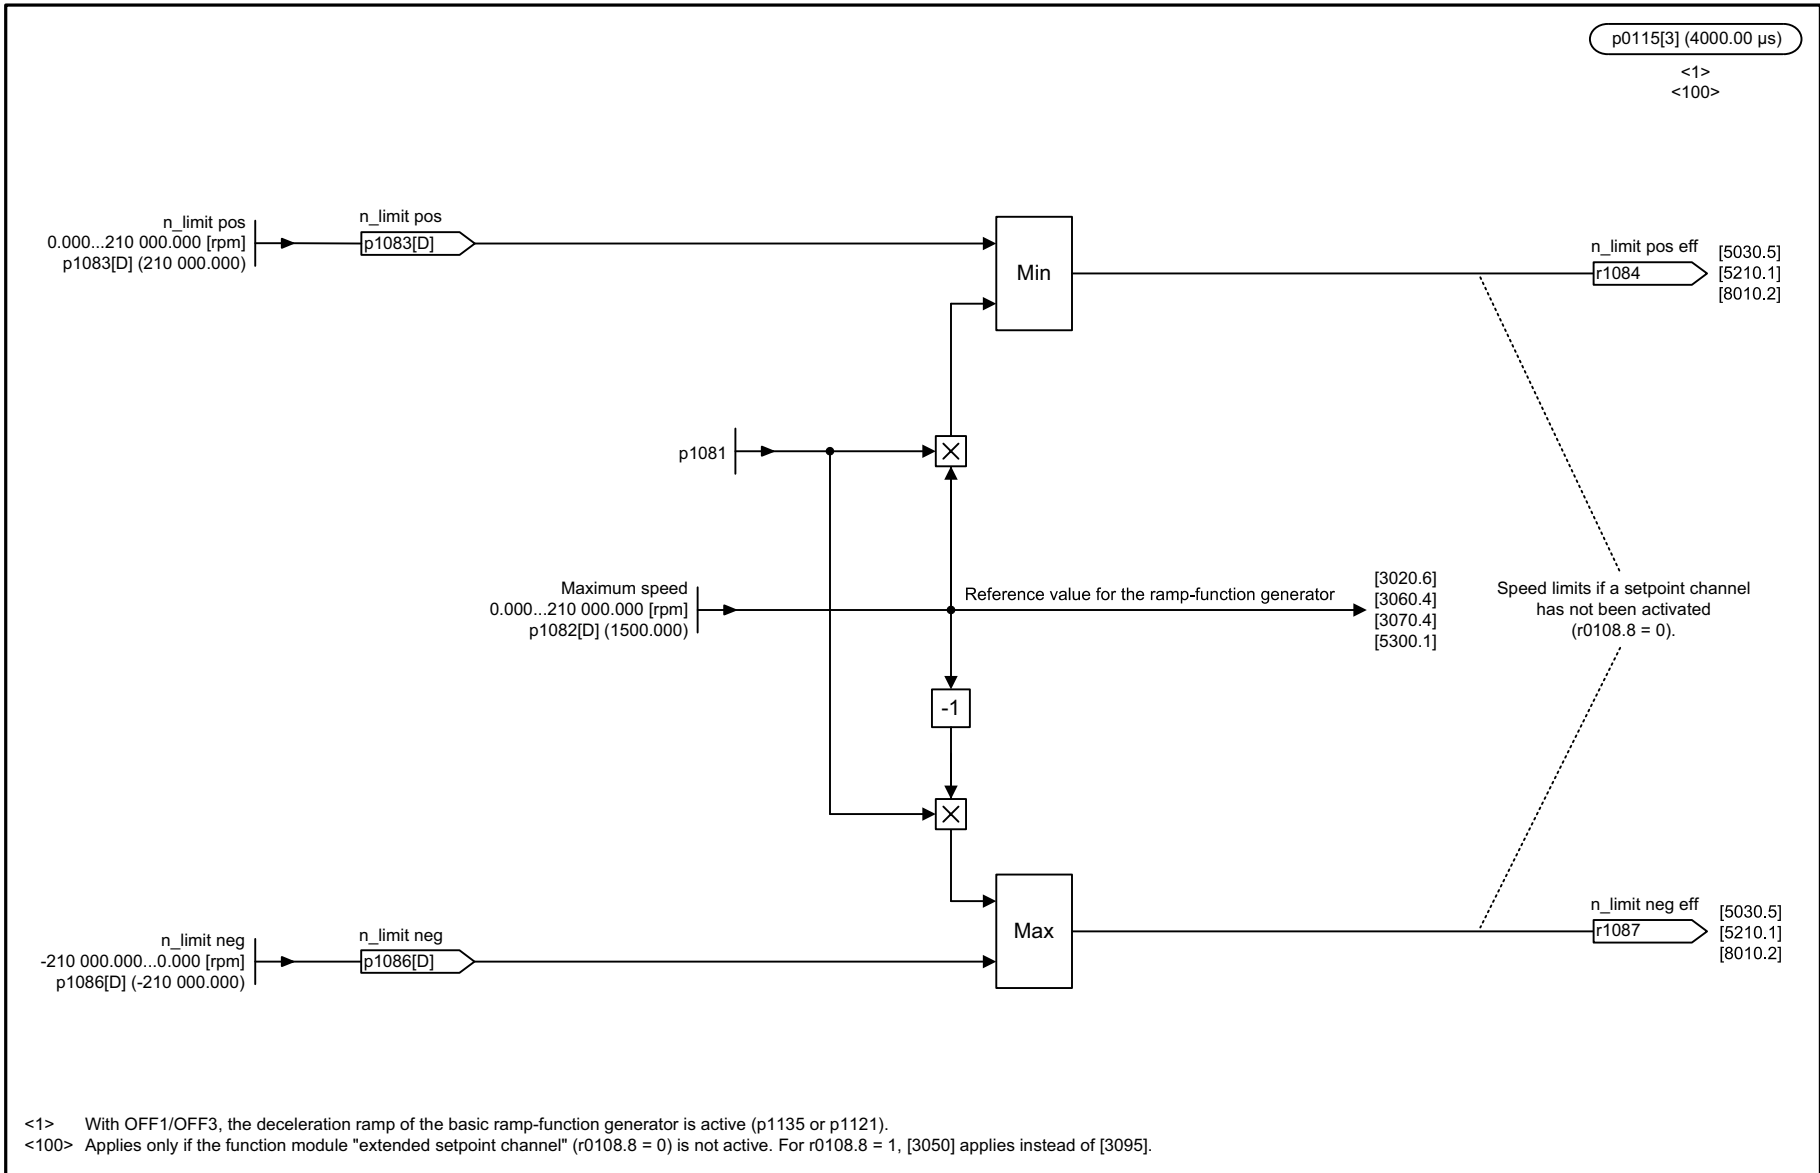 p0115[3] (4000.00 µs)
<1>
<100>
n_limit pos
0.000...210 000.000 [rpm]
p1083[D] (210 000.000)
n_limit pos
p1083[D]
Min
n_limit pos eff
r1084
[5030.5]
[5210.1]
[8010.2]
p1081
Maximum speed
0.000...210 000.000 [rpm]
p1082[D] (1500.000)
Reference value for the ramp-function generator
[3020.6]
[3060.4]
[3070.4]
[5300.1]
Speed limits if a setpoint channel
has not been activated
(r0108.8 = 0).
-1
n_limit neg
-210 000.000...0.000 [rpm]
p1086[D] (-210 000.000)
n_limit neg
p1086[D]
Max
n_limit neg eff
r1087
[5030.5]
[5210.1]
[8010.2]
<1> With OFF1/OFF3, the deceleration ramp of the basic ramp-function generator is active (p1135 or p1121).
<100> Applies only if the function module "extended setpoint channel" (r0108.8 = 0) is not active. For r0108.8 = 1, [3050] applies instead of [3095].